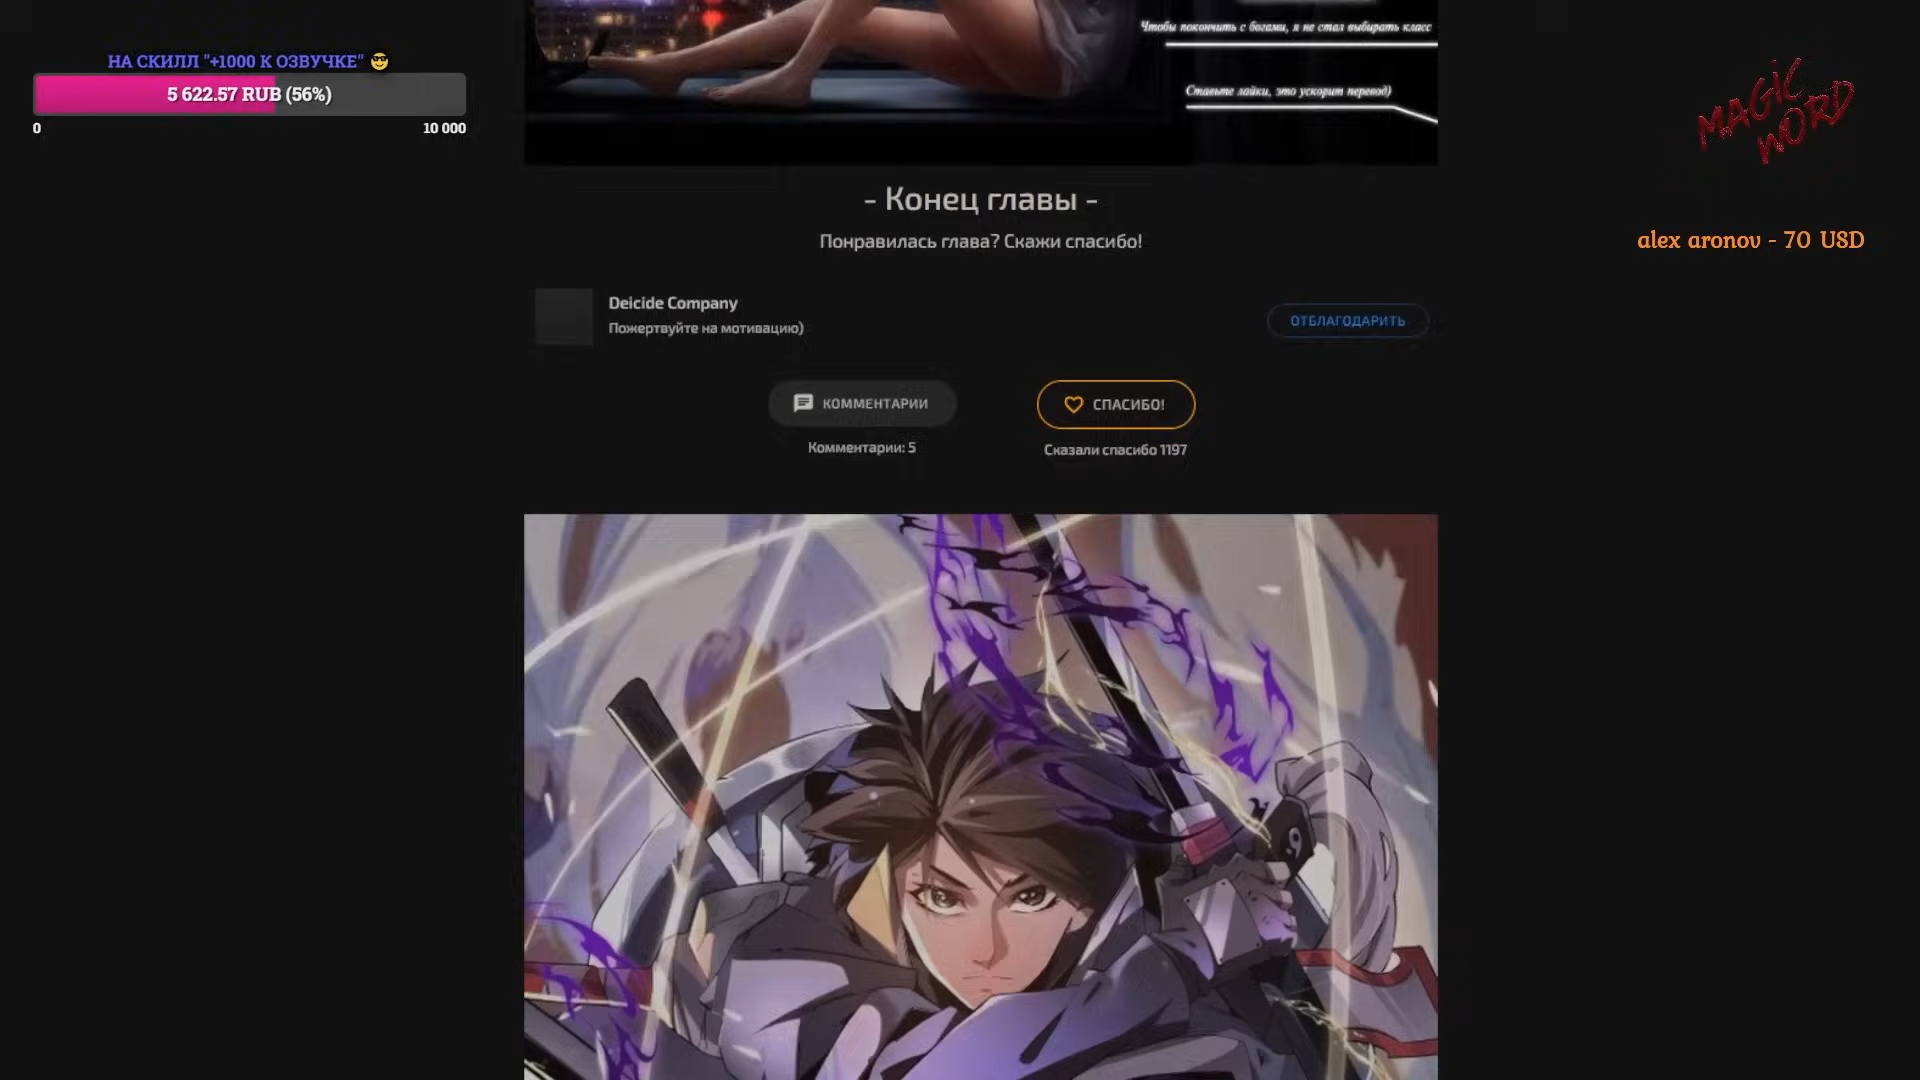 Чтобы покончить с богами, я не стал выбирать класс
НА СКИЛЛ "+1000 К ОЗВУЧКЕ" 😎
5 622.57 RUB (56%)
0
10 000
Ставьте лайки, это ускорит перевод)
MAGIC
WORD
- Конец главы -
Понравилась глава? Скажи спасибо!
alex aronov - 70 USD
Deicide Company
Пожертвуйте на мотивацию)
ОТБЛАГОДАРИТЬ
КОММЕНТАРИИ
СПАСИБО!
Комментарии: 5
Сказали спасибо 1197